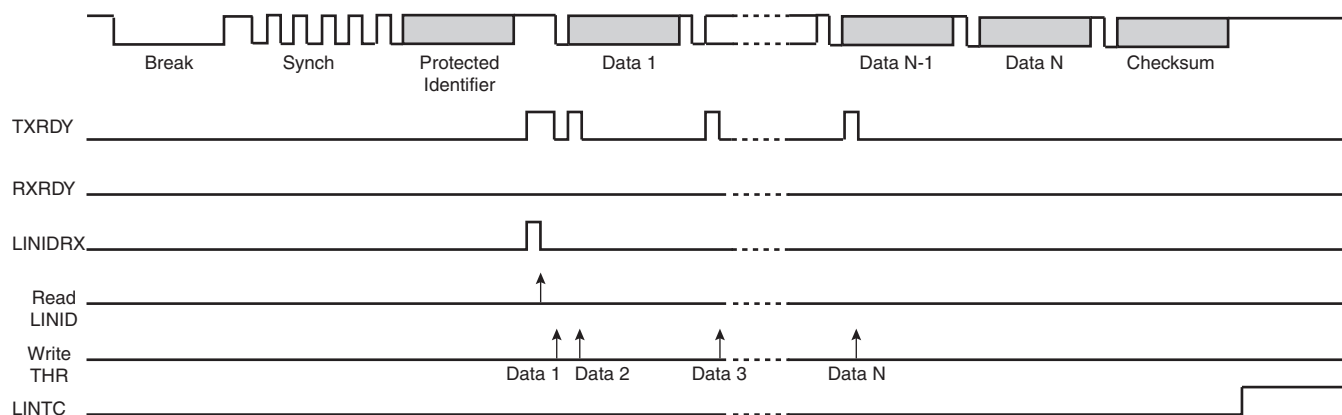 Break Synch Protected Identifier Data 1 Data N-1 Data N Checksum
TXRDY
RXRDY
LINIDRX
Read
LINID
Write
THR
Data 1 Data 2 Data 3 Data N
LINTC